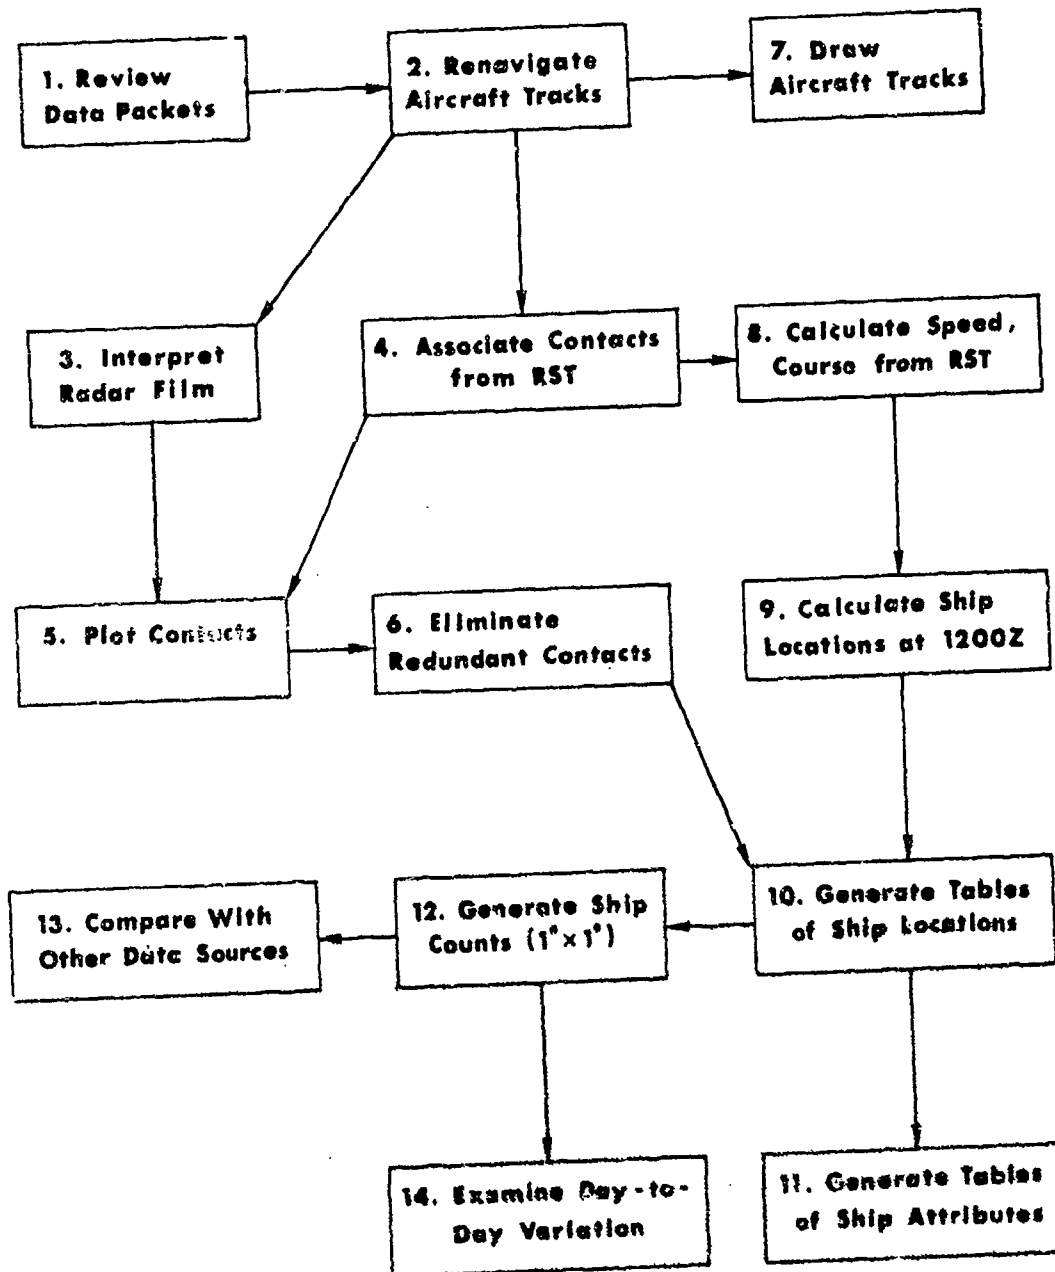 1. Review
Data Packets
2. Renavigate
Aircraft Tracks
7. Draw
Aircraft Tracks
3. Interpret
Radar Film
4. Associate Contacts
from RST
8. Calculate Speed,
Course from RST
5. Plot Contacts
6. Eliminate
Redundant Contacts
9. Calculate Ship
Locations at 1200Z
13. Compare With
Other Data Sources
12. Generate Ship
Counts (1° × 1°)
10. Generate Tables
of Ship Locations
14. Examine Day-to-
Day Variation
11. Generate Tables
of Ship Attributes